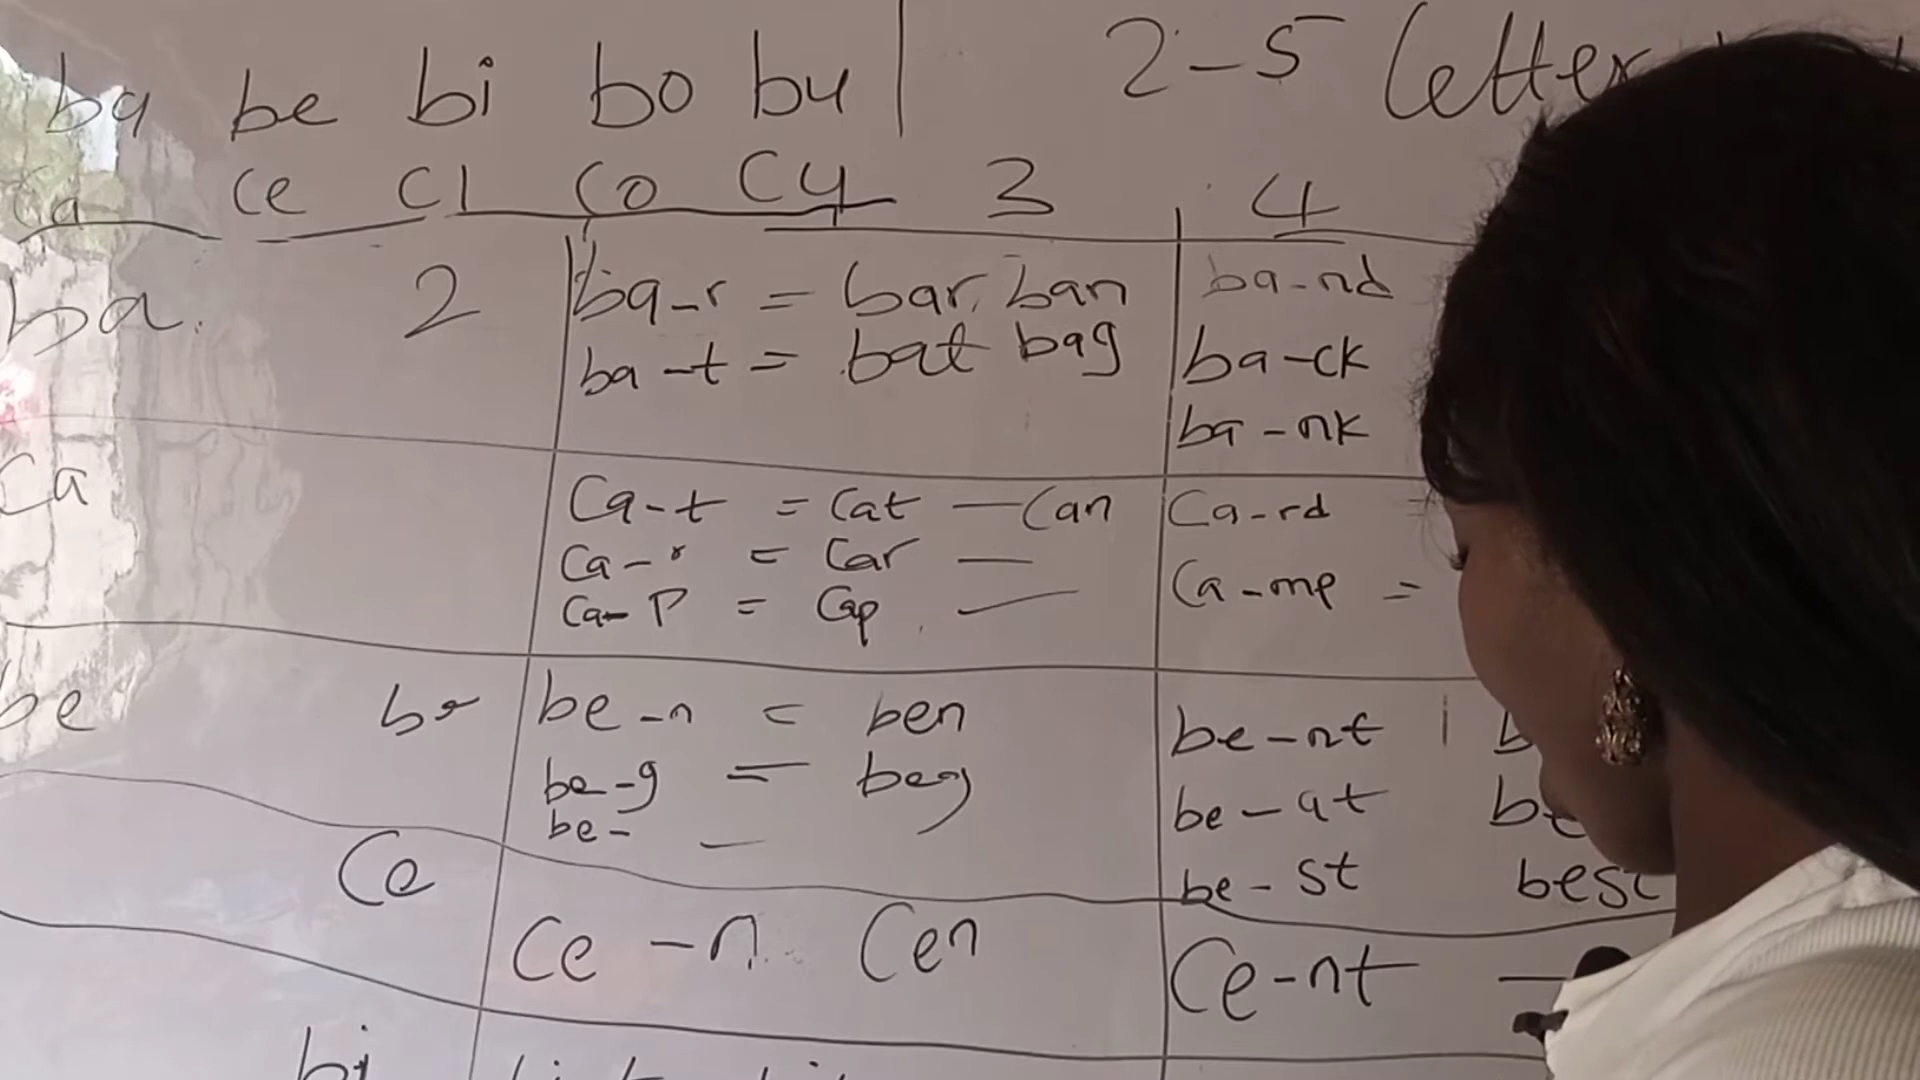 ba be bi bo bu 2-5 letter
ca ce ci co cu 3 4
ba. 2 ba-r = bar, ban ba-nd
ba-t = bat bag ba-ck
ba-nk
ca Ca-t = Cat — Can Ca-rd =
Ca-r = Car —
Ca-P = Cap — Ca-mp =
be be be-n = ben be-nt
be-g = beg be-at be
be- — be-st best
Ce Ce-n Cen Ce-nt —
bi